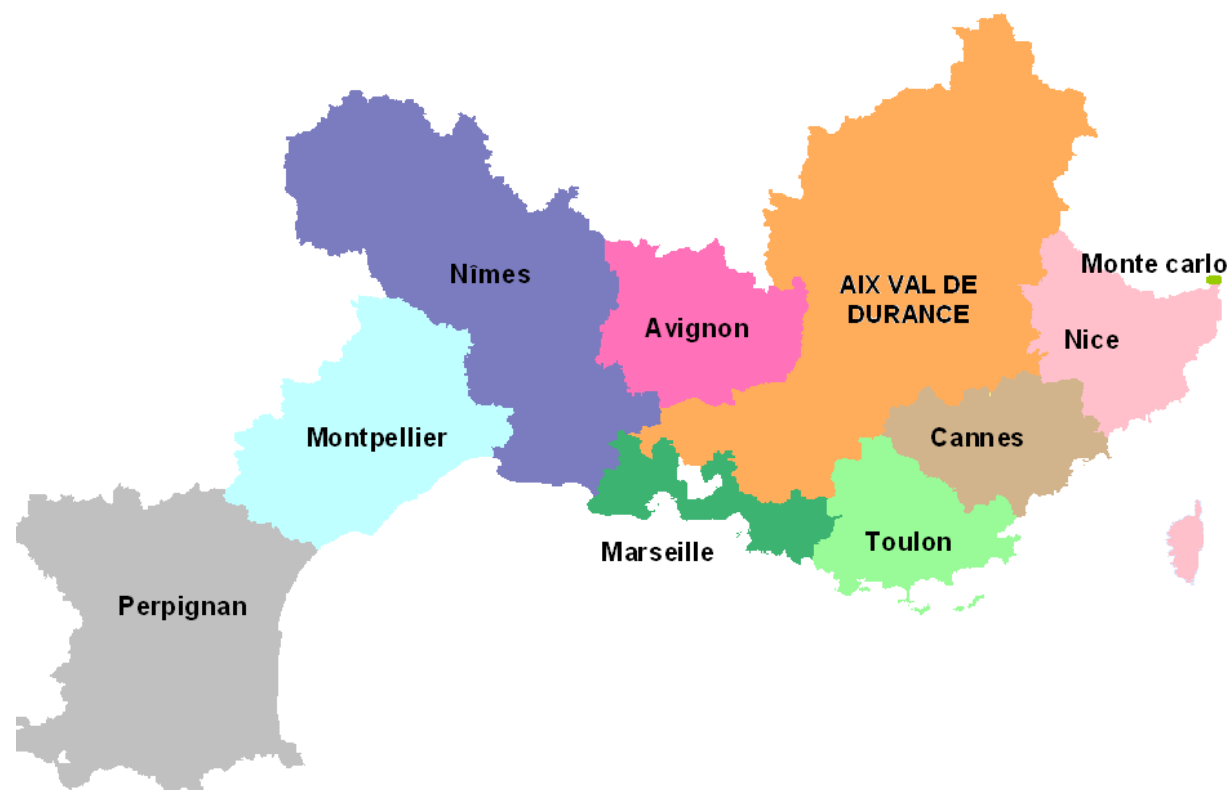 Monte carlo
Nîmes
AIX VAL DE
DURANCE
Avignon
Nice
Montpellier
Cannes
Toulon
Marseille
Perpignan